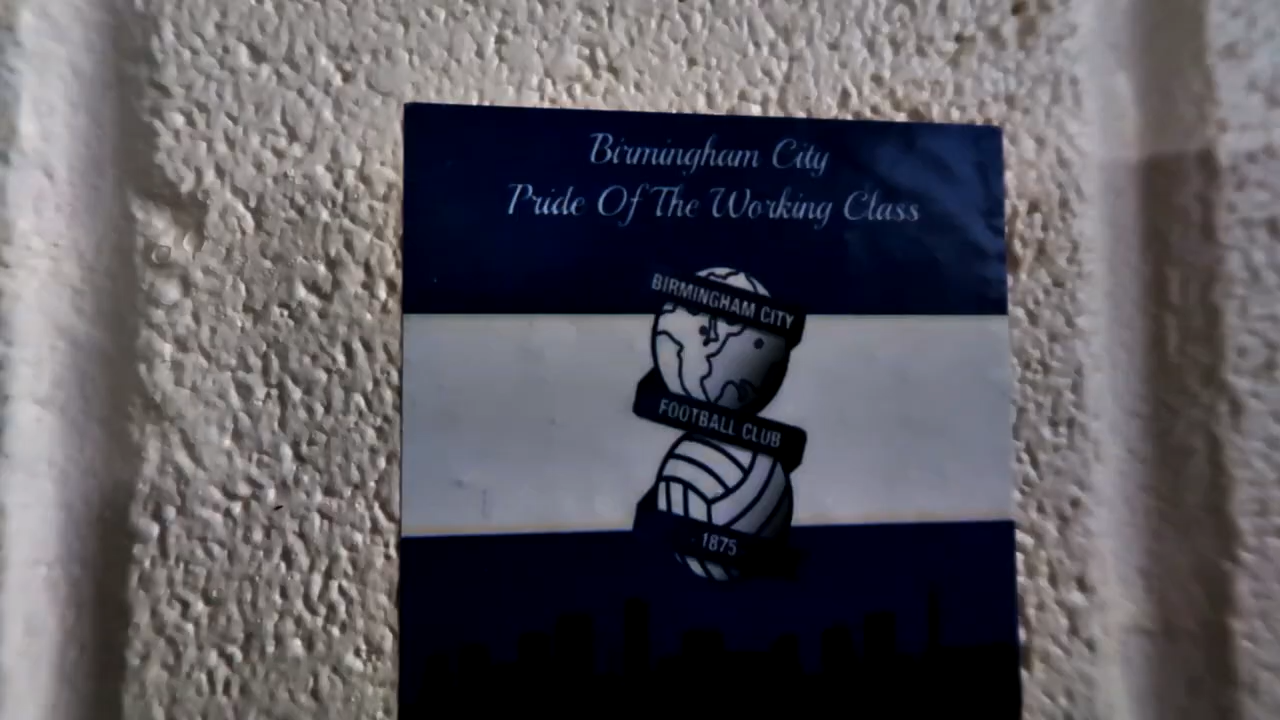 Birmingham City
Pride Of The Working Class
BIRMINGHAM CITY
FOOTBALL CLUB
1875